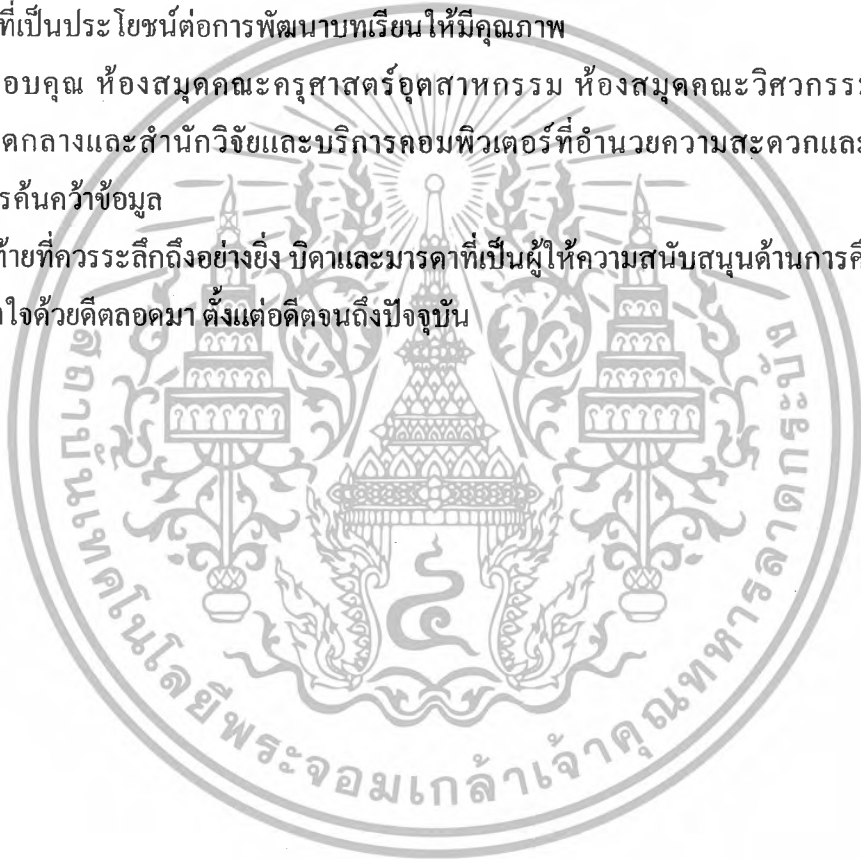 ที่เป็นประโยชน์ต่อการพัฒนาบทเรียนให้มีคุณภาพ
อบคุณ ห้องสมุดคณะครุศาสตร์อุตสาหกรรม ห้องสมุดคณะวิศวกรรม
ดกลางและสำนักวิจัยและบริการคอมพิวเตอร์ที่อำนวยความสะดวกและ
รค้นคว้าข้อมูล
ท้ายที่ควรระลึกถึงอย่างยิ่ง บิดาและมารดาที่เป็นผู้ให้ความสนับสนุนด้านการศึ
ใจด้วยดีตลอดมา ตั้งแต่อดีตจนถึงปัจจุบัน
สถาบันเทคโนโลยีพระจอมเกล้าเจ้าคุณทหารลาดกระบัง
๔